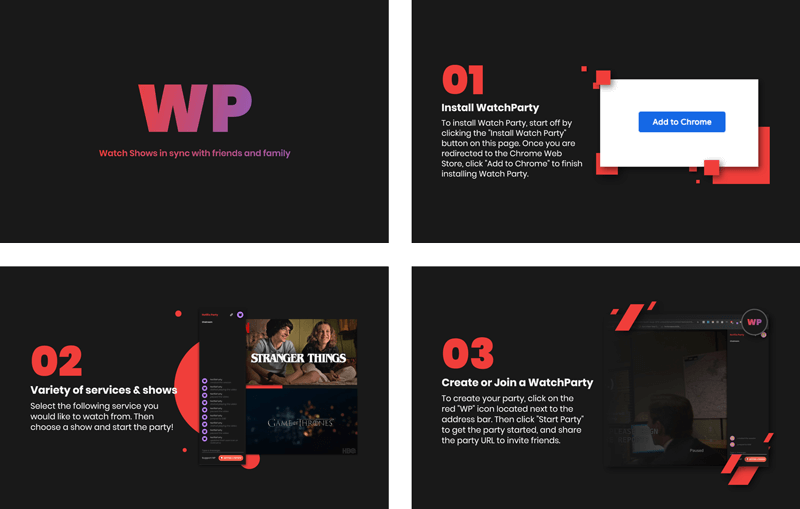 WP
Watch Shows in sync with friends and family
01
Install WatchParty
To install Watch Party, start off by
clicking the "Install Watch Party"
button on this page. Once you are
redirected to the Chrome Web
Store, click "Add to Chrome" to finish
installing Watch Party.
Add to Chrome
02
Variety of services & shows
Select the following service you
would like to watch from. Then
choose a show and start the party!
STRANGER THINGS
GAME OF THRONES
HBO
03
Create or Join a WatchParty
To create your party, click on the
red "WP" icon located next to the
address bar. Then click "Start Party"
to get the party started, and share
the party URL to invite friends.
WP
Paused